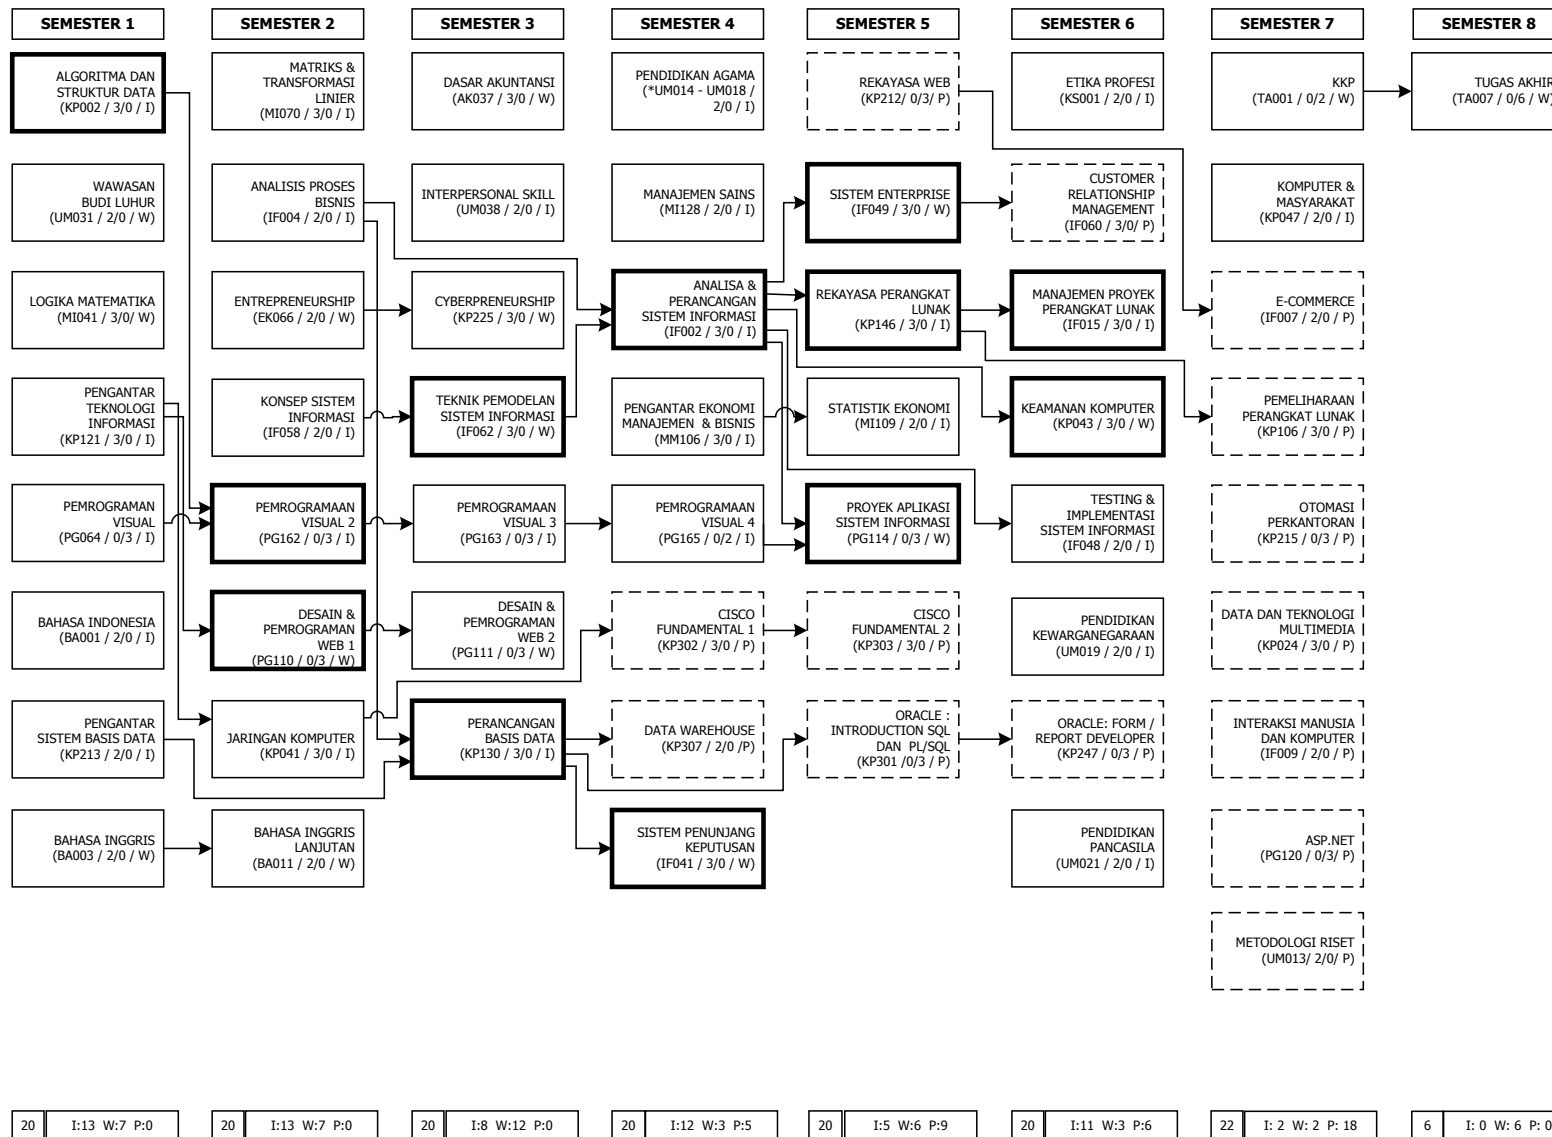 SEMESTER 1
SEMESTER 2
SEMESTER 3
SEMESTER 4
SEMESTER 5
SEMESTER 6
SEMESTER 7
SEMESTER 8
ALGORITMA DAN
STRUKTUR DATA
(KP002 / 3/0 / I)
MATRIKS &
TRANSFORMASI
LINIER
(MI070 / 3/0 / I)
DASAR AKUNTANSI
(AK037 / 3/0 / W)
PENDIDIKAN AGAMA
(*UM014 - UM018 /
2/0 / I)
REKAYASA WEB
(KP212/ 0/3/ P)
ETIKA PROFESI
(KS001 / 2/0 / I)
KKP
(TA001 / 0/2 / W)
TUGAS AKHIR
(TA007 / 0/6 / W)
WAWASAN
BUDI LUHUR
(UM031 / 2/0 / W)
ANALISIS PROSES
BISNIS
(IF004 / 2/0 / I)
INTERPERSONAL SKILL
(UM038 / 2/0 / I)
MANAJEMEN SAINS
(MI128 / 2/0 / I)
SISTEM ENTERPRISE
(IF049 / 3/0 / W)
CUSTOMER
RELATIONSHIP
MANAGEMENT
(IF060 / 3/0/ P)
KOMPUTER &
MASYARAKAT
(KP047 / 2/0 / I)
LOGIKA MATEMATIKA
(MI041 / 3/0/ W)
ENTREPRENEURSHIP
(EK066 / 2/0 / W)
CYBERPRENEURSHIP
(KP225 / 3/0 / W)
ANALISA &
PERANCANGAN
SISTEM INFORMASI
(IF002 / 3/0 / I)
REKAYASA PERANGKAT
LUNAK
(KP146 / 3/0 / I)
MANAJEMEN PROYEK
PERANGKAT LUNAK
(IF015 / 3/0 / I)
E-COMMERCE
(IF007 / 2/0 / P)
PENGANTAR
TEKNOLOGI
INFORMASI
(KP121 / 3/0 / I)
KONSEP SISTEM
INFORMASI
(IF058 / 2/0 / I)
TEKNIK PEMODELAN
SISTEM INFORMASI
(IF062 / 3/0 / W)
PENGANTAR EKONOMI
MANAJEMEN  & BISNIS
(MM106 / 3/0 / I)
STATISTIK EKONOMI
(MI109 / 2/0 / I)
KEAMANAN KOMPUTER
(KP043 / 3/0 / W)
PEMELIHARAAN
PERANGKAT LUNAK
(KP106 / 3/0 / P)
PEMROGRAMAN
VISUAL
(PG064 / 0/3 / I)
PEMROGRAMAAN
VISUAL 2
(PG162 / 0/3 / I)
PEMROGRAMAAN
VISUAL 3
(PG163 / 0/3 / I)
PEMROGRAMAAN
VISUAL 4
(PG165 / 0/2 / I)
PROYEK APLIKASI
SISTEM INFORMASI
(PG114 / 0/3 / W)
TESTING &
IMPLEMENTASI
SISTEM INFORMASI
(IF048 / 2/0 / I)
OTOMASI
PERKANTORAN
(KP215 / 0/3 / P)
BAHASA INDONESIA
(BA001 / 2/0 / I)
DESAIN &
PEMROGRAMAN
WEB 1
(PG110 / 0/3 / W)
DESAIN &
PEMROGRAMAN
WEB 2
(PG111 / 0/3 / W)
CISCO
FUNDAMENTAL 1
(KP302 / 3/0 / P)
CISCO
FUNDAMENTAL 2
(KP303 / 3/0 / P)
PENDIDIKAN
KEWARGANEGARAAN
(UM019 / 2/0 / I)
DATA DAN TEKNOLOGI
MULTIMEDIA
(KP024 / 3/0 / P)
PENGANTAR
SISTEM BASIS DATA
(KP213 / 2/0 / I)
JARINGAN KOMPUTER
(KP041 / 3/0 / I)
PERANCANGAN
BASIS DATA
(KP130 / 3/0 / I)
DATA WAREHOUSE
(KP307 / 2/0 /P)
ORACLE :
INTRODUCTION SQL
DAN  PL/SQL
(KP301 /0/3 / P)
ORACLE: FORM /
REPORT DEVELOPER
(KP247 / 0/3 / P)
INTERAKSI MANUSIA
DAN KOMPUTER
(IF009 / 2/0 / P)
BAHASA INGGRIS
(BA003 / 2/0 / W)
BAHASA INGGRIS
LANJUTAN
(BA011 / 2/0 / W)
SISTEM PENUNJANG
KEPUTUSAN
(IF041 / 3/0 / W)
PENDIDIKAN
PANCASILA
(UM021 / 2/0 / I)
ASP.NET
(PG120 / 0/3/ P)
METODOLOGI RISET
(UM013/ 2/0/ P)
20 I:13 W:7 P:0
20 I:13 W:7 P:0
20 I:8 W:12 P:0
20 I:12 W:3 P:5
20 I:5 W:6 P:9
20 I:11 W:3 P:6
22 I: 2 W: 2 P: 18
6 I: 0 W: 6 P: 0